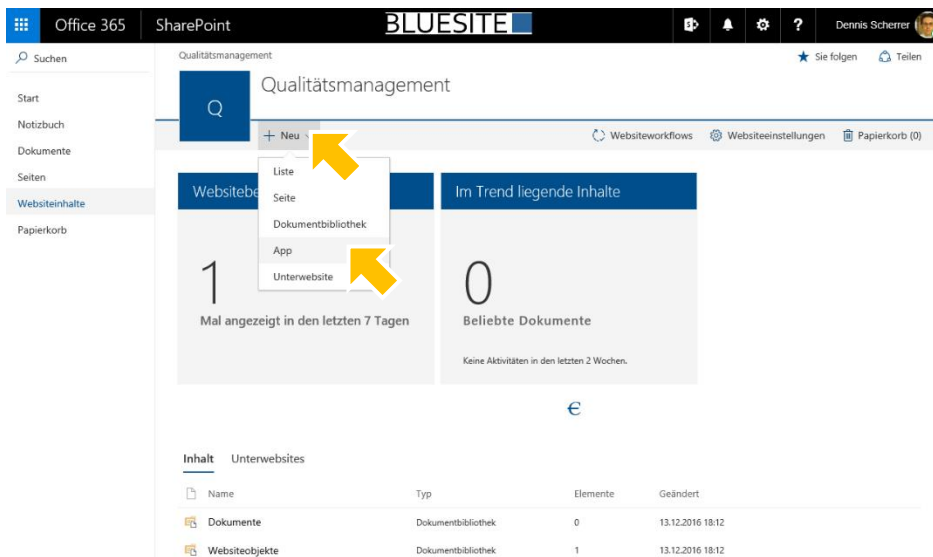 Office 365 SharePoint BLUESITE ? Dennis Scherrer
Suchen
Start
Notizbuch
Dokumente
Seiten
Websiteinhalte
Papierkorb
Qualitätsmanagement
Sie folgen Teilen
Q
Qualitätsmanagement
+ Neu
Websiteworkflows Websiteeinstellungen Papierkorb (0)
Liste
Seite
Dokumentbibliothek
App
Unterwebsite
1
Mal angezeigt in den letzten 7 Tagen
Im Trend liegende Inhalte
0
Beliebte Dokumente
Keine Aktivitäten in den letzten 2 Wochen.
€
Inhalt Unterwebsites
Name Typ Elemente Geändert
Dokumente Dokumentbibliothek 0 13.12.2016 18:12
Websiteobjekte Dokumentbibliothek 1 13.12.2016 18:12